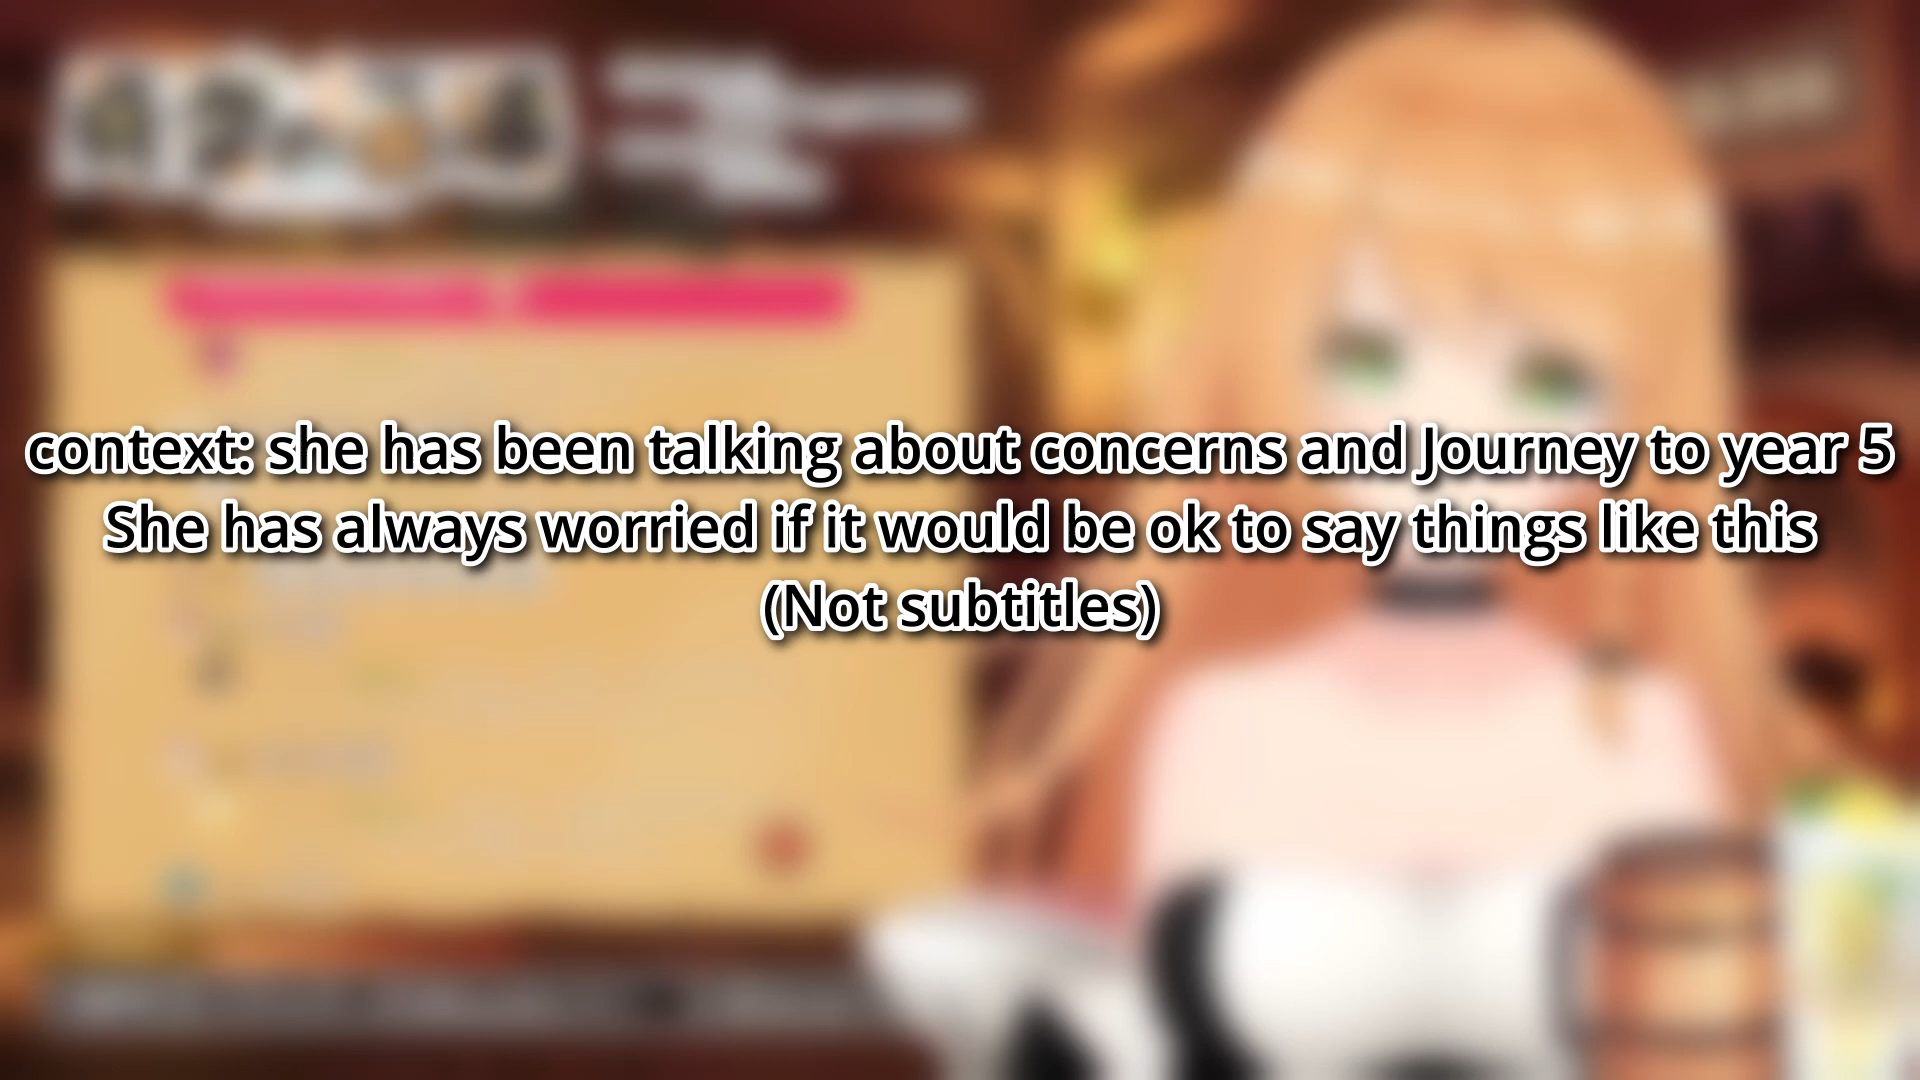 context: she has been talking about concerns and Journey to year 5
She has always worried if it would be ok to say things like this
(Not subtitles)